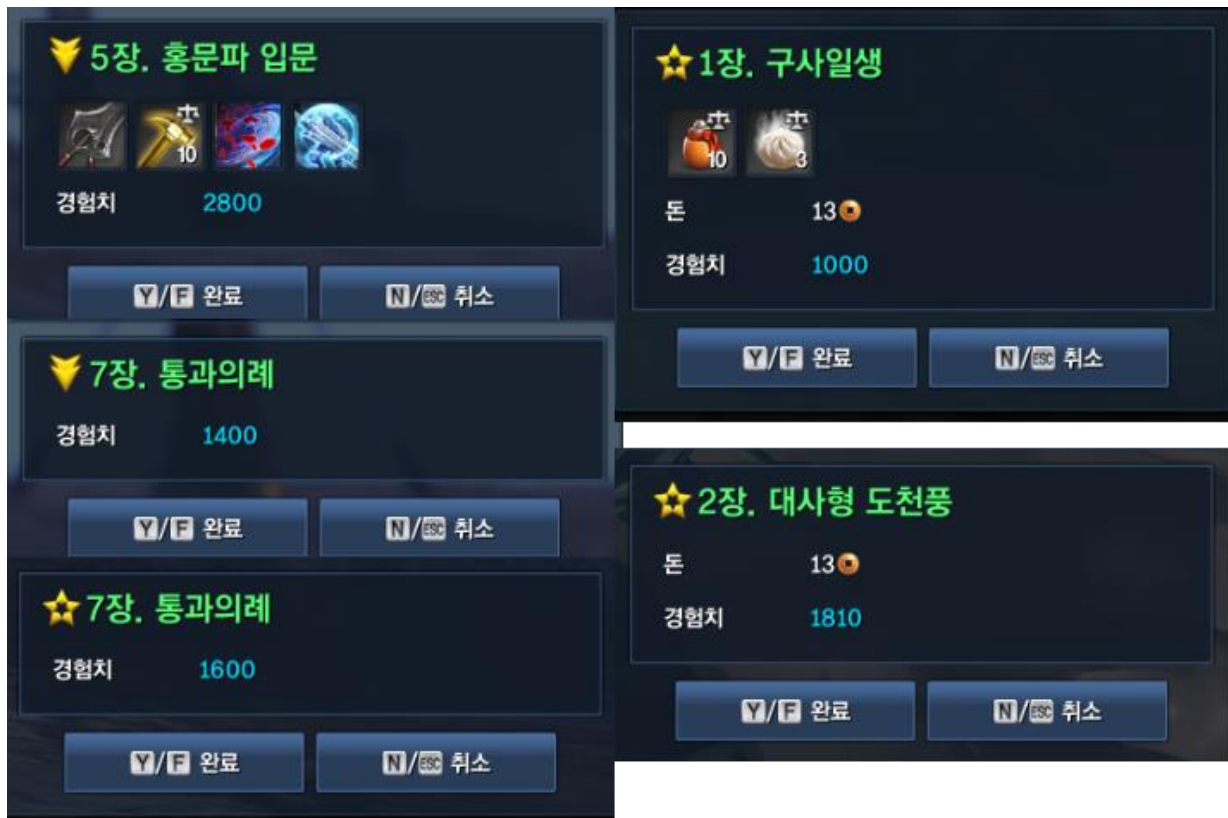 5장. 홍문파 입문
10
경험치 2800
Y/F 완료 N/ESC 취소
7장. 통과의례
경험치 1400
Y/F 완료 N/ESC 취소
7장. 통과의례
경험치 1600
Y/F 완료 N/ESC 취소
1장. 구사일생
10 3
돈 13
경험치 1000
Y/F 완료 N/ESC 취소
2장. 대사형 도천풍
돈 13
경험치 1810
Y/F 완료 N/ESC 취소